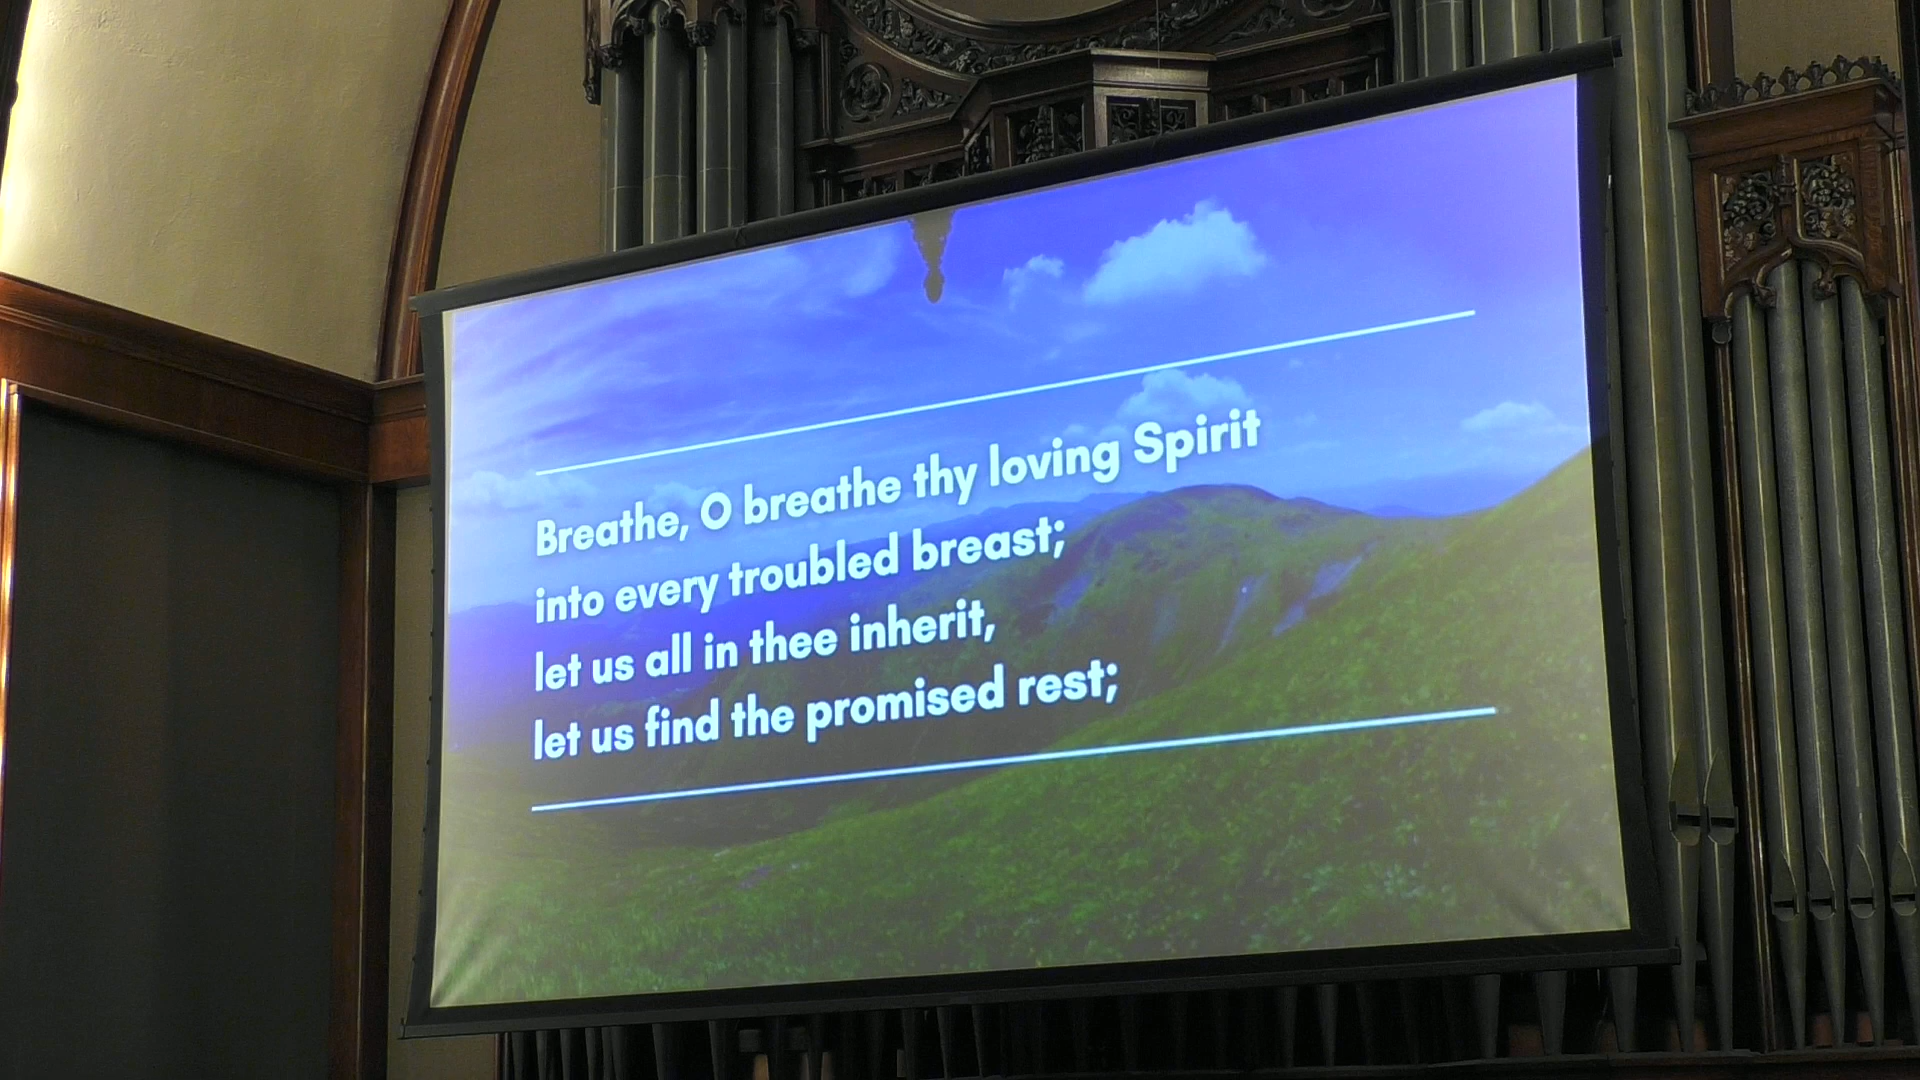 Breathe, O breathe thy loving Spirit
into every troubled breast;
let us all in thee inherit,
let us find the promised rest;